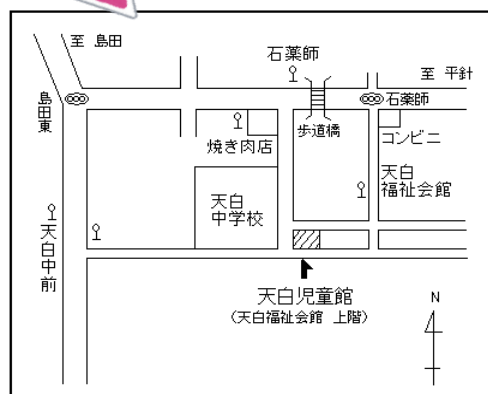 至 島田
石薬師
至 平針
島田東
石薬師
歩道橋
コンビニ
焼き肉店
天白
福祉会館
天白
中学校
天白中前
天白児童館
(天白福祉会館 上階)
N